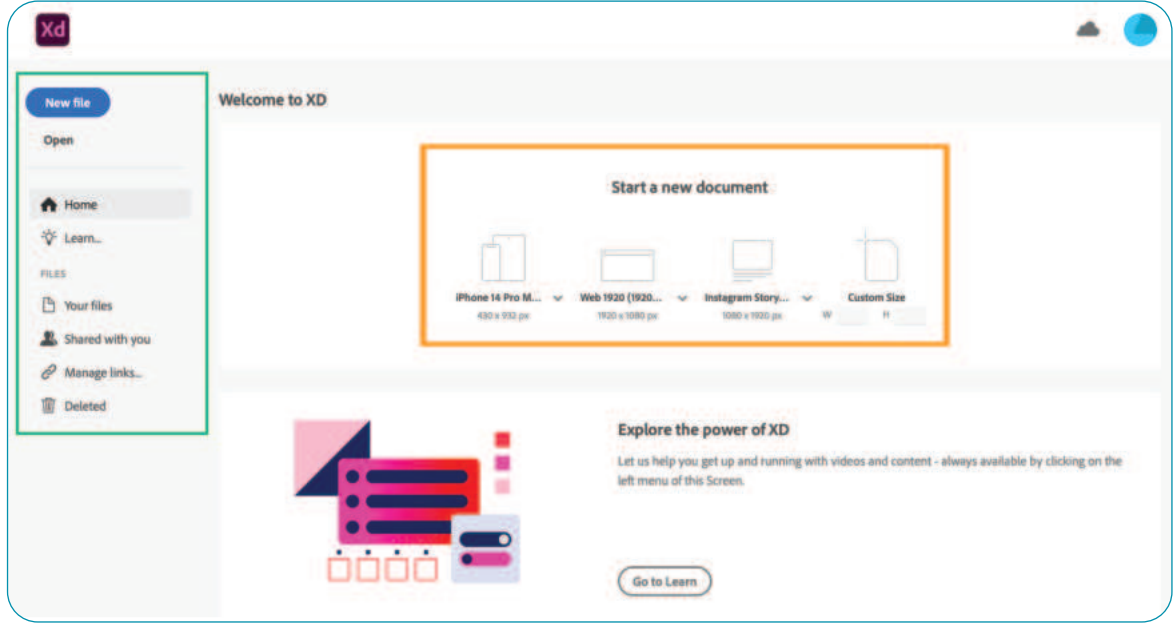 Xd
New file
Open
Home
Learn...
FILES
Your files
Shared with you
Manage links...
Deleted
Welcome to XD
Start a new document
iPhone 14 Pro M...
430 x 932 px
Web 1920 (1920...
1920 x 1080 px
Instagram Story...
1080 x 1920 px
Custom Size
W H
Explore the power of XD
Let us help you get up and running with videos and content - always available by clicking on the
left menu of this Screen.
Go to Learn